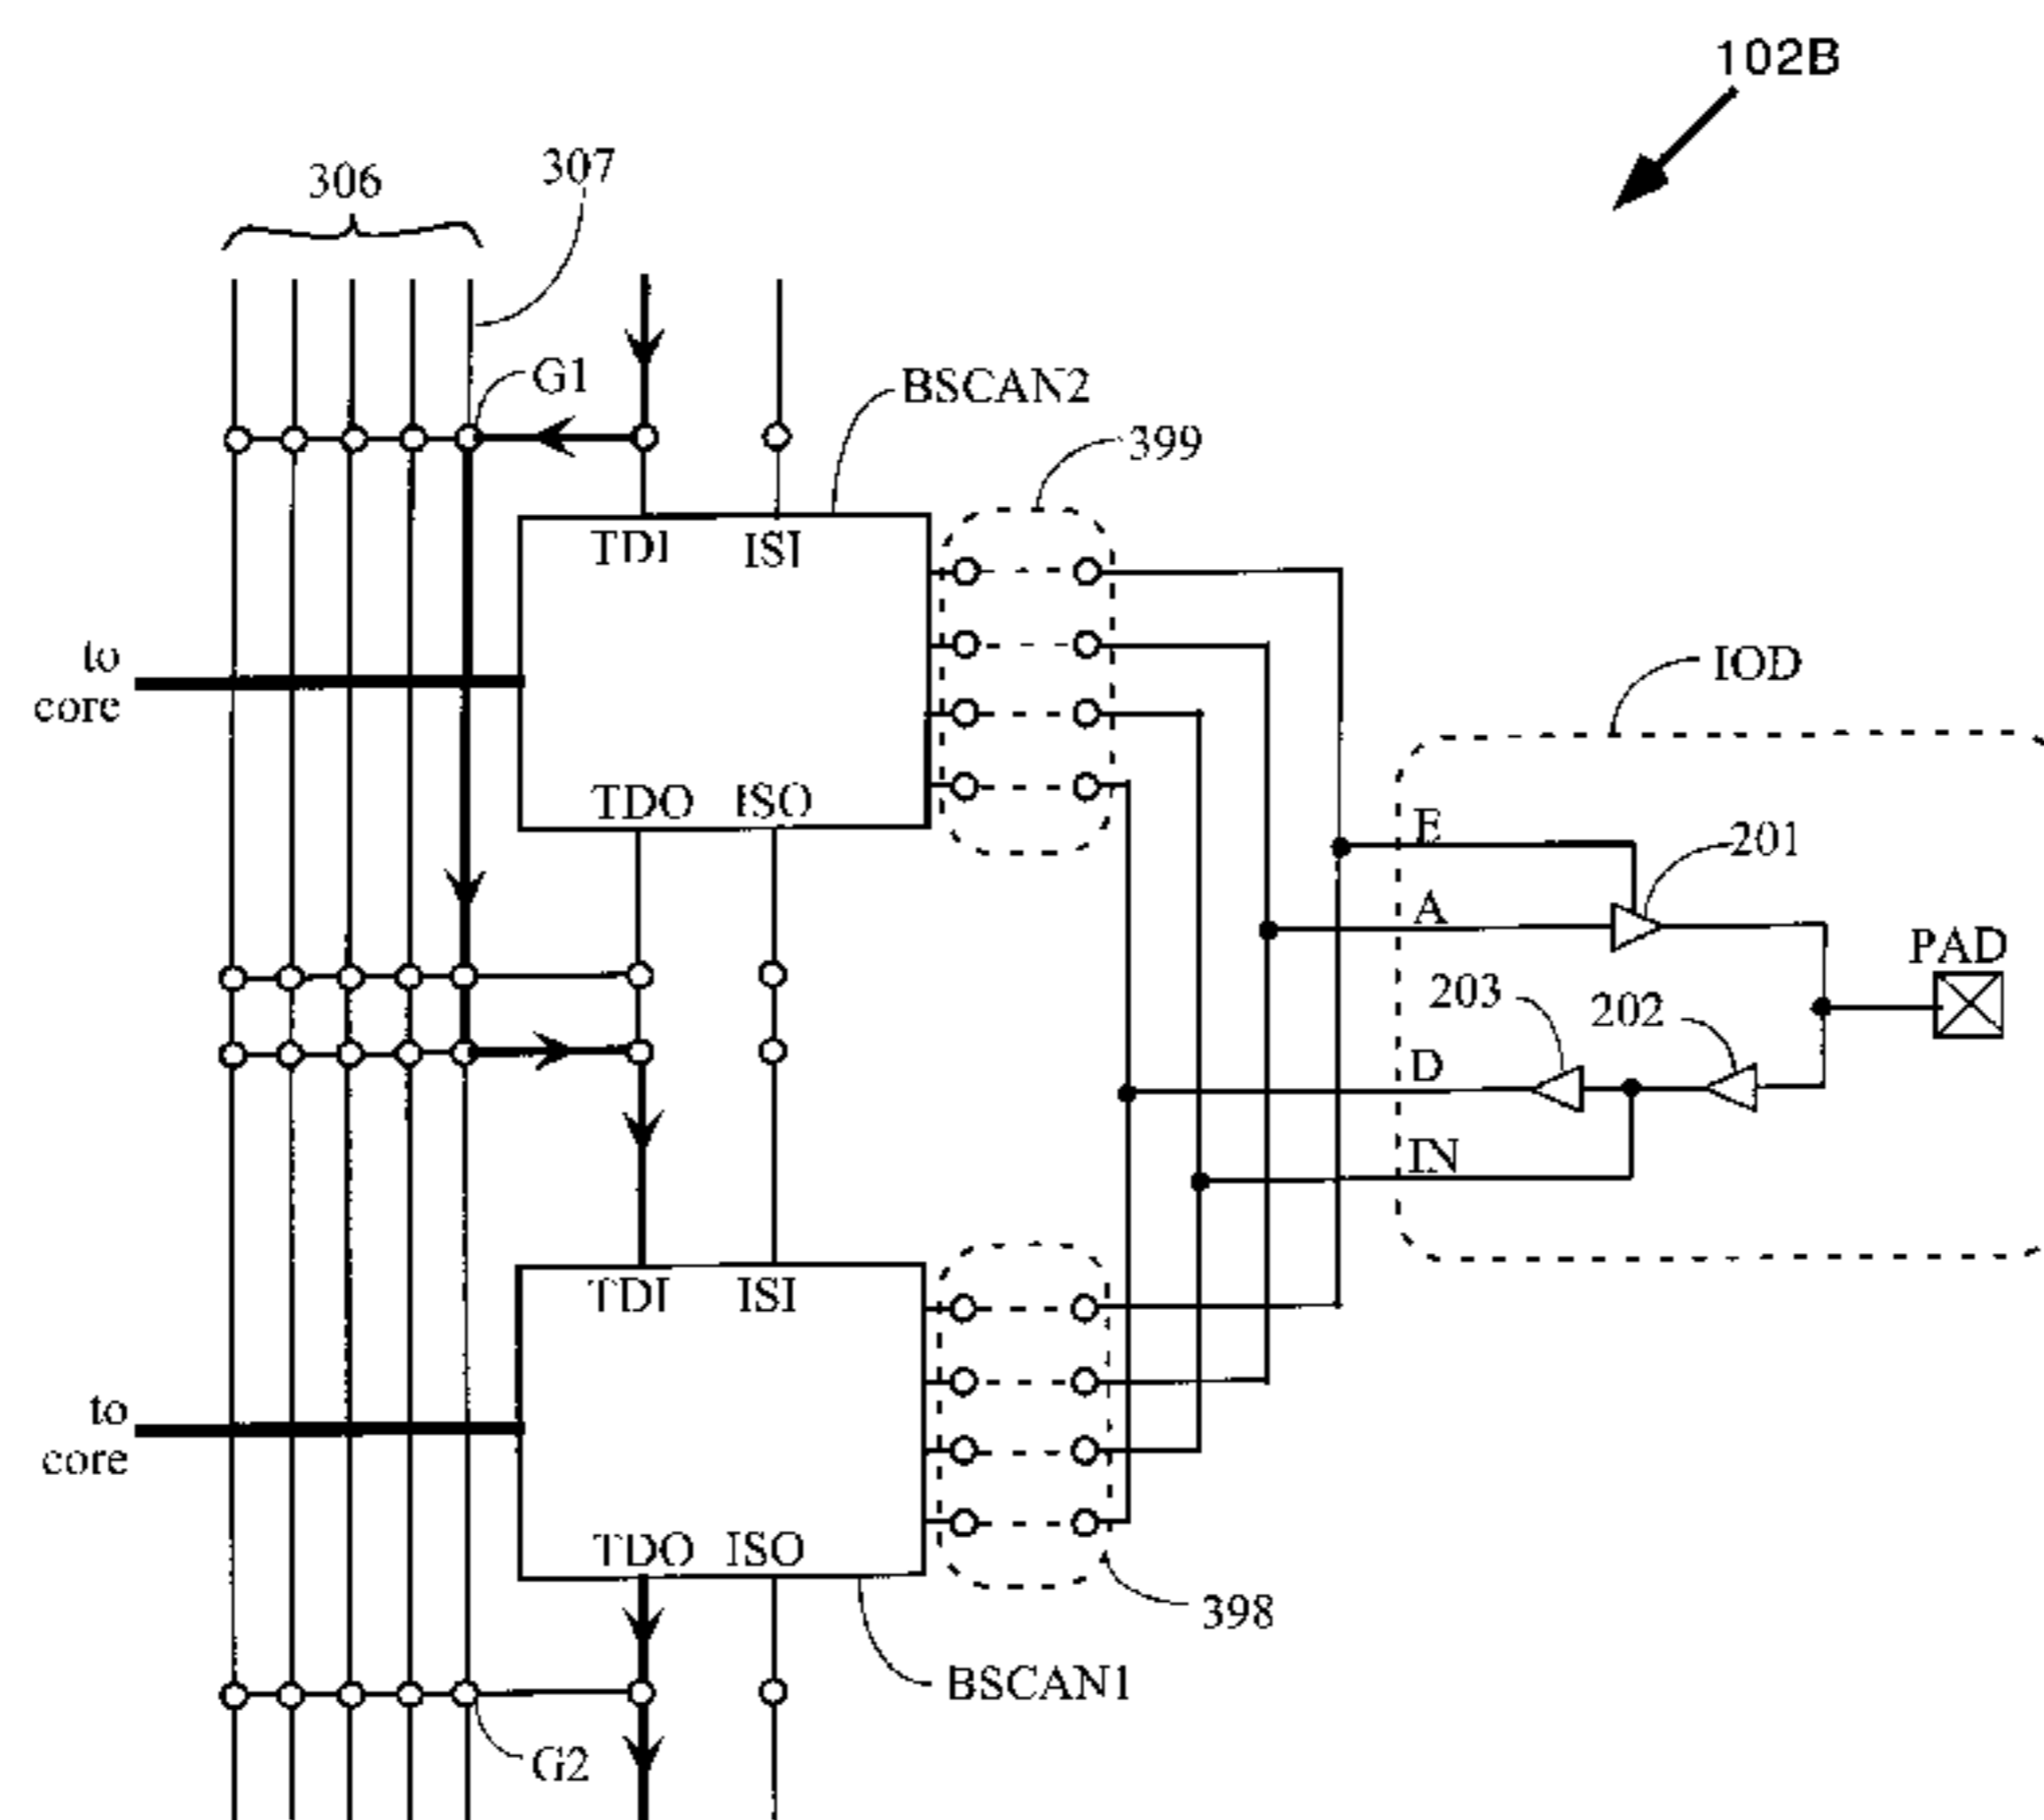 102B
306
307
G1
BSCAN2
399
TDI ISI
to
core
IOD
TDO ISO
E
201
A
PAD
203
202
D
IN
TDI ISI
to
core
TDO ISO
398
BSCAN1
G2